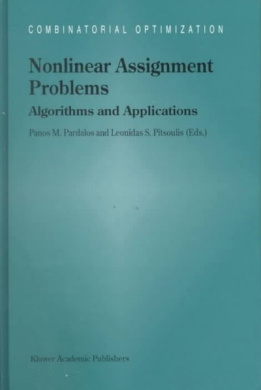 COMBINATORIAL OPTIMIZATION
Nonlinear Assignment
Problems
Algorithms and Applications
Panos M. Pardalos and Leonidas S. Pitsoulis (Eds.)
Kluwer Academic Publishers